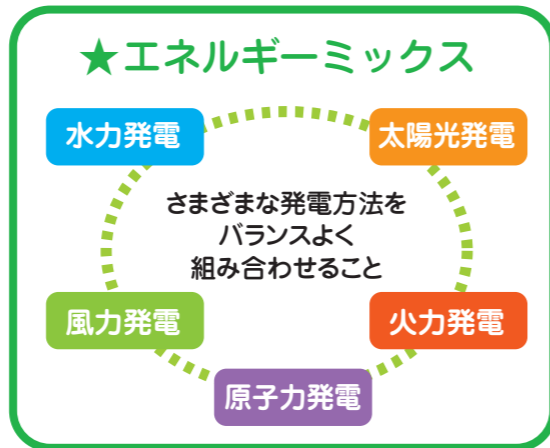 ★エネルギーミックス
水力発電
太陽光発電
さまざまな発電方法を
バランスよく
組み合わせること
風力発電
火力発電
原子力発電